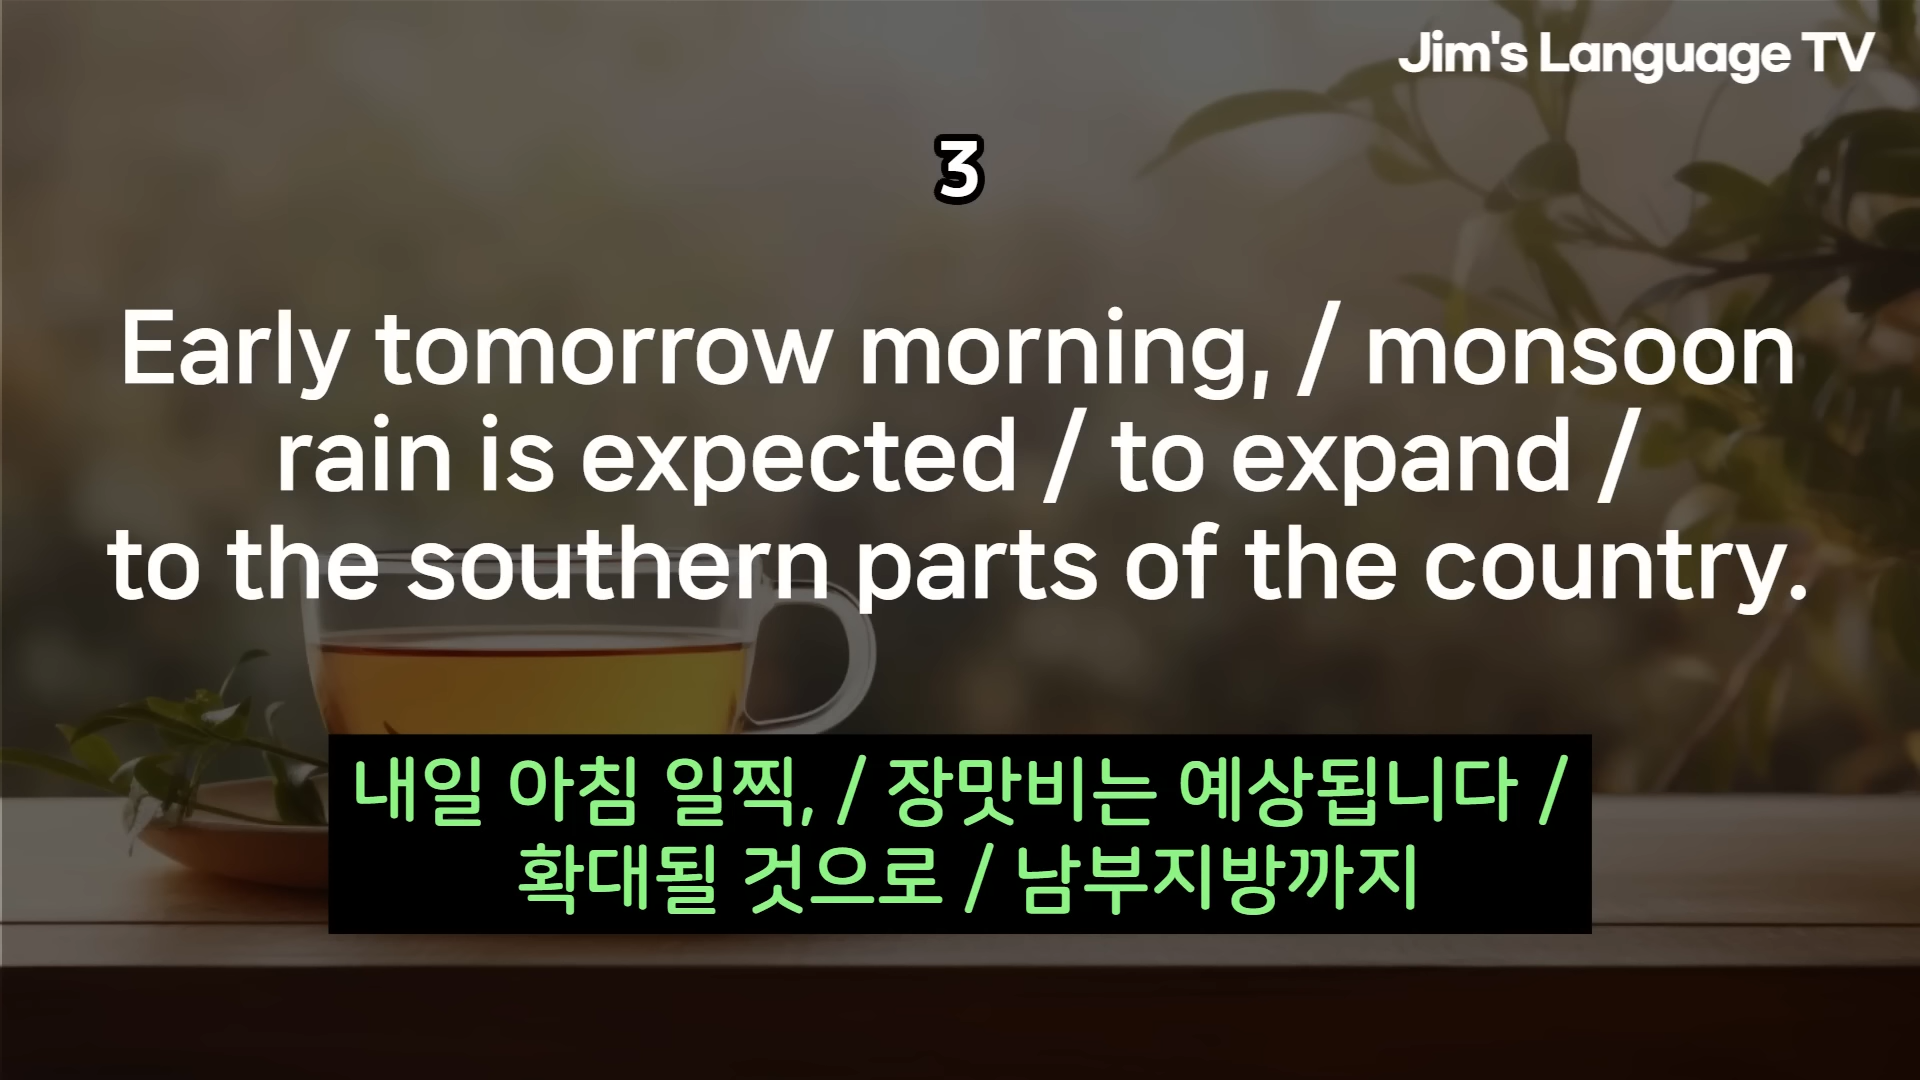 Jim's Language TV
3
Early tomorrow morning, / monsoon
rain is expected / to expand /
to the southern parts of the country.
내일 아침 일찍, / 장맛비는 예상됩니다 /
확대될 것으로 / 남부지방까지